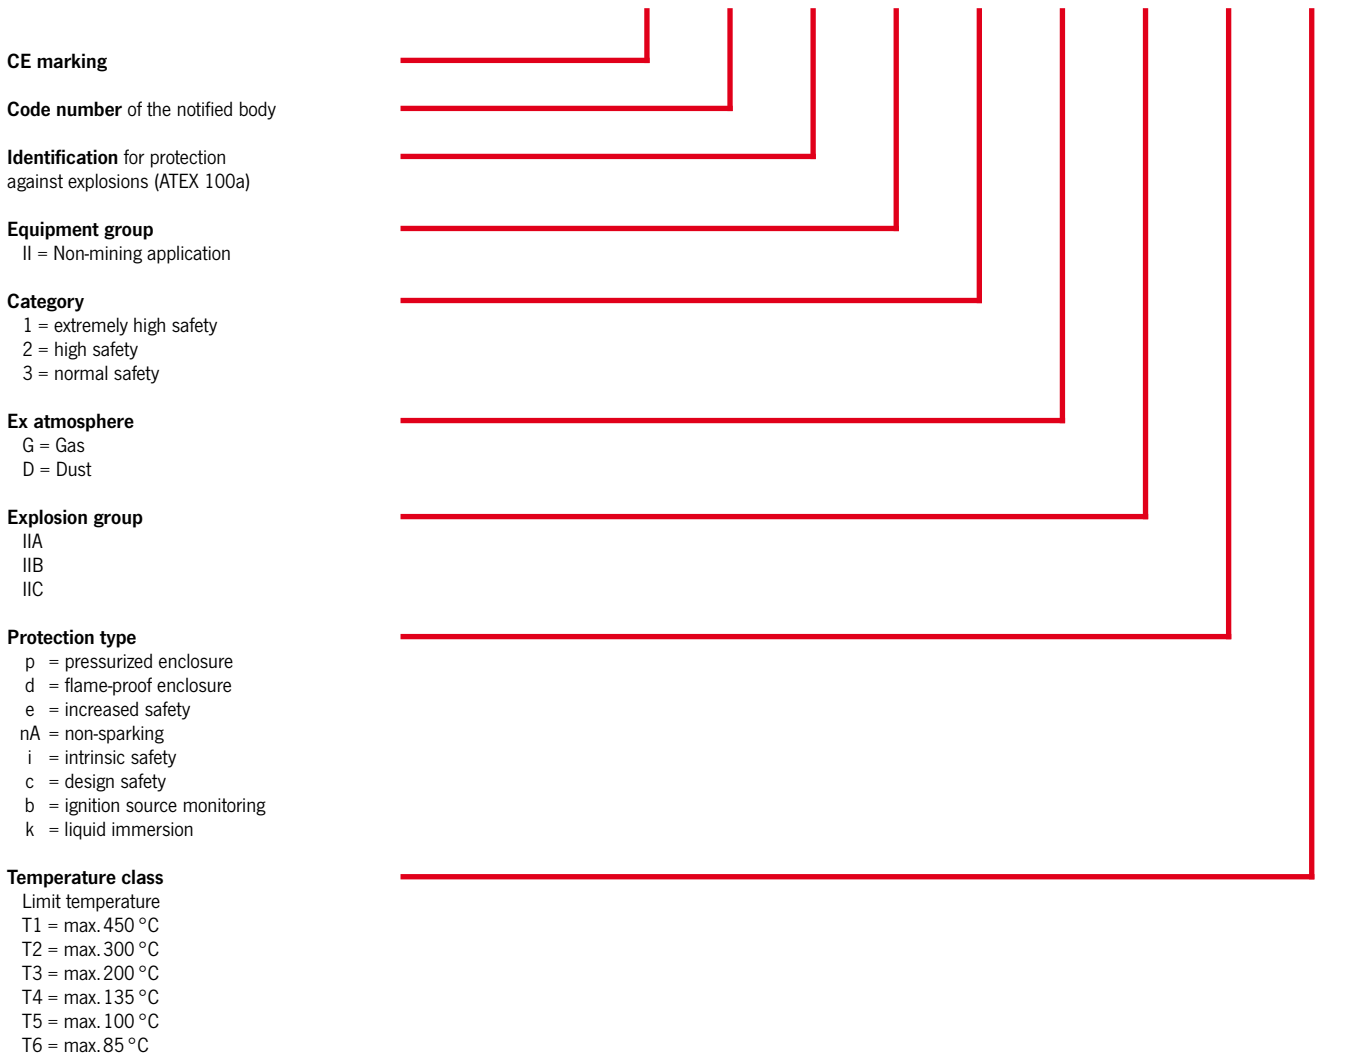 CE marking
Code number of the notified body
Identification for protection
against explosions (ATEX 100a)
Equipment group
II = Non-mining application
Category
1 = extremely high safety
2 = high safety
3 = normal safety
Ex atmosphere
G = Gas
D = Dust
Explosion group
IIA
IIB
IIC
Protection type
p = pressurized enclosure
d = flame-proof enclosure
e = increased safety
nA = non-sparking
i = intrinsic safety
c = design safety
b = ignition source monitoring
k = liquid immersion
Temperature class
Limit temperature
T1 = max. 450 °C
T2 = max. 300 °C
T3 = max. 200 °C
T4 = max. 135 °C
T5 = max. 100 °C
T6 = max. 85 °C